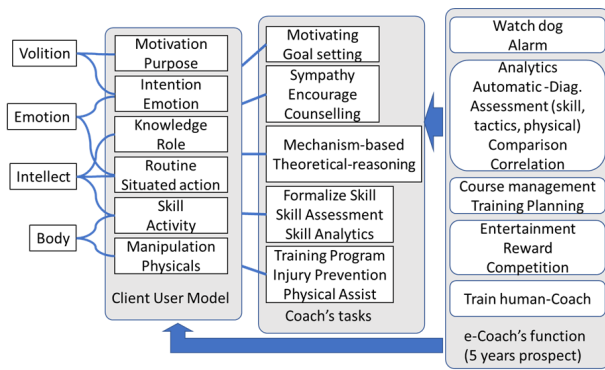 Volition
Emotion
Intellect
Body
Motivation
Purpose
Intention
Emotion
Knowledge
Role
Routine
Situated action
Skill
Activity
Manipulation
Physicals
Client User Model
Motivating
Goal setting
Sympathy
Encourage
Counselling
Mechanism-based
Theoretical-reasoning
Formalize Skill
Skill Assessment
Skill Analytics
Training Program
Injury Prevention
Physical Assist
Coach's tasks
Watch dog
Alarm
Analytics
Automatic -Diag.
Assessment (skill,
tactics, physical)
Comparison
Correlation
Course management
Training Planning
Entertainment
Reward
Competition
Train human-Coach
e-Coach's function
(5 years prospect)